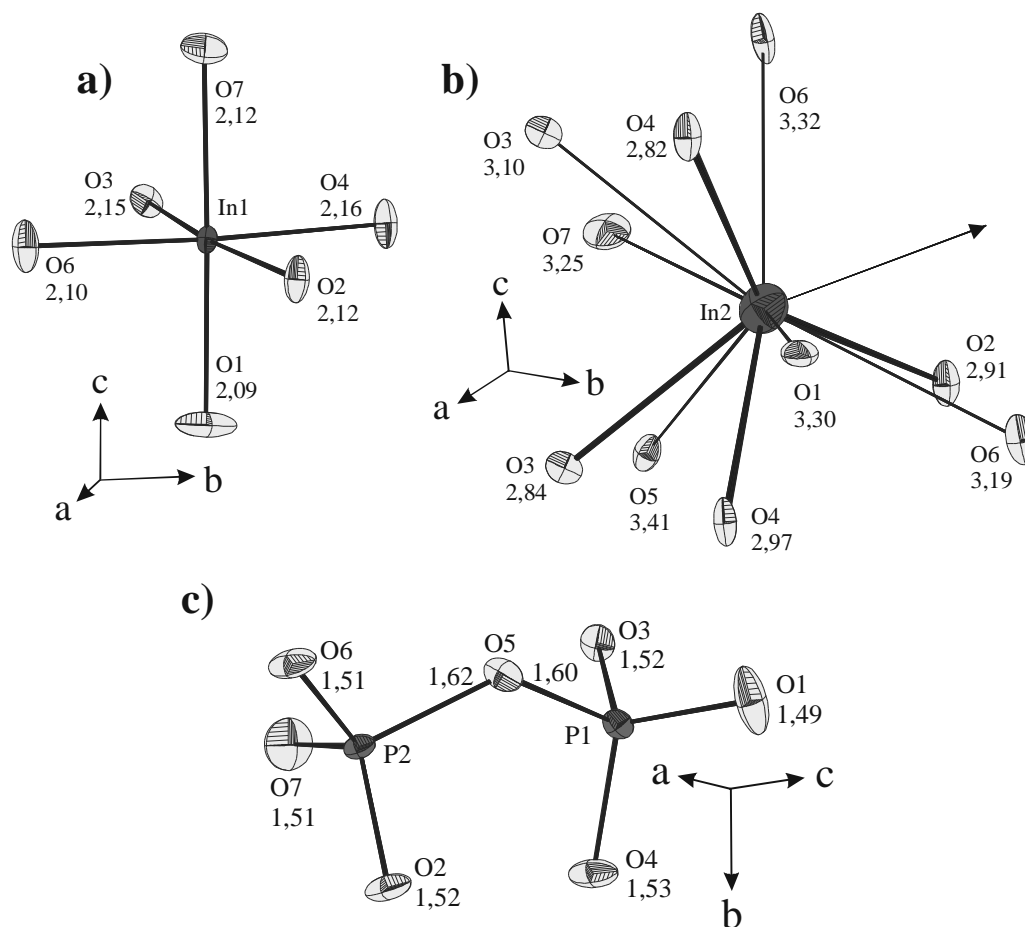 a)
O7
2,12
O3
2,15
In1
O4
2,16
O6
2,10
O2
2,12
O1
2,09
c
b
a
b)
O6
3,32
O4
2,82
O3
3,10
O7
3,25
c
In2
b
a
O2
2,91
O1
3,30
O6
3,19
O3
2,84
O5
3,41
O4
2,97
c)
O6
1,51
O5
1,62
1,60
O3
1,52
O1
1,49
P2
P1
O7
1,51
a
c
O2
1,52
O4
1,53
b